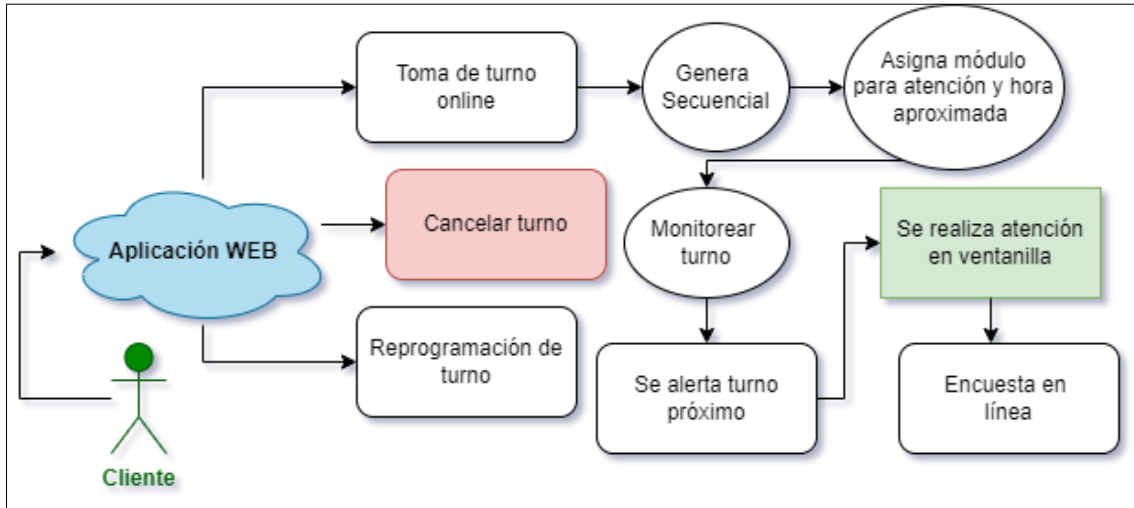 Toma de turno
online
Genera
Secuencial
Asigna módulo
para atención y hora
aproximada
Cancelar turno
Monitorear
turno
Se realiza atención
en ventanilla
Aplicación WEB
Reprogramación de
turno
Se alerta turno
próximo
Encuesta en
línea
Cliente